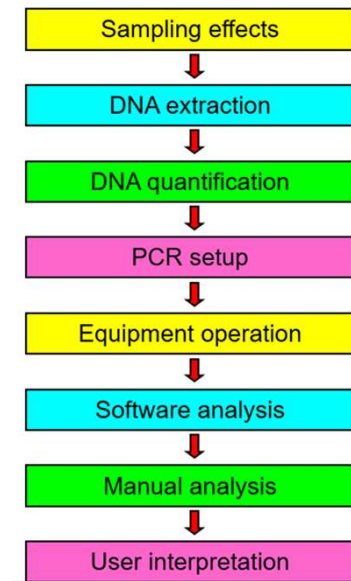 Sampling effects
DNA extraction
DNA quantification
PCR setup
Equipment operation
Software analysis
Manual analysis
User interpretation